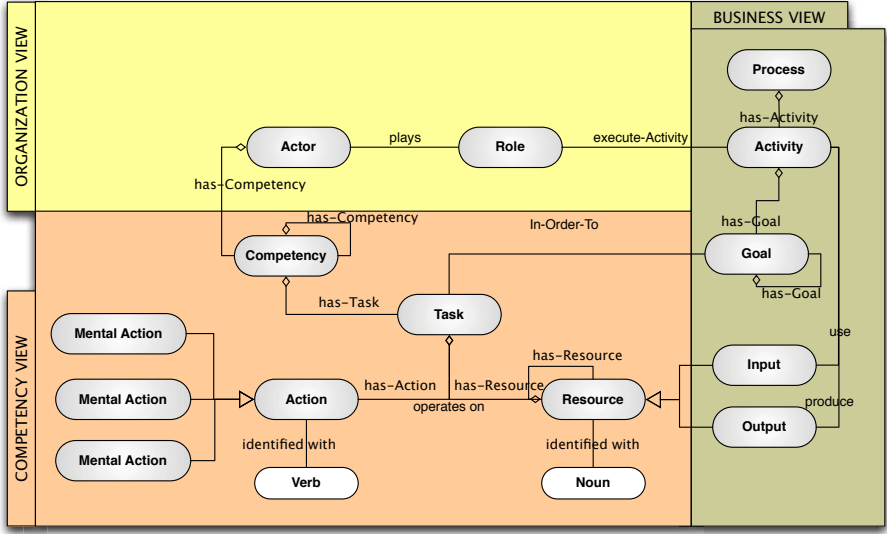 BUSINESS VIEW
ORGANIZATION VIEW
Process
has-Activity
Actor
plays
Role
execute-Activity
Activity
has-Competency
has-Competency
In-Order-To
has-Goal
Competency
Goal
has-Goal
has-Task
Task
COMPETENCY VIEW
Mental Action
use
has-Resource
Input
has-Action
has-Resource
Mental Action
Action
operates on
Resource
produce
Output
identified with
identified with
Mental Action
Verb
Noun